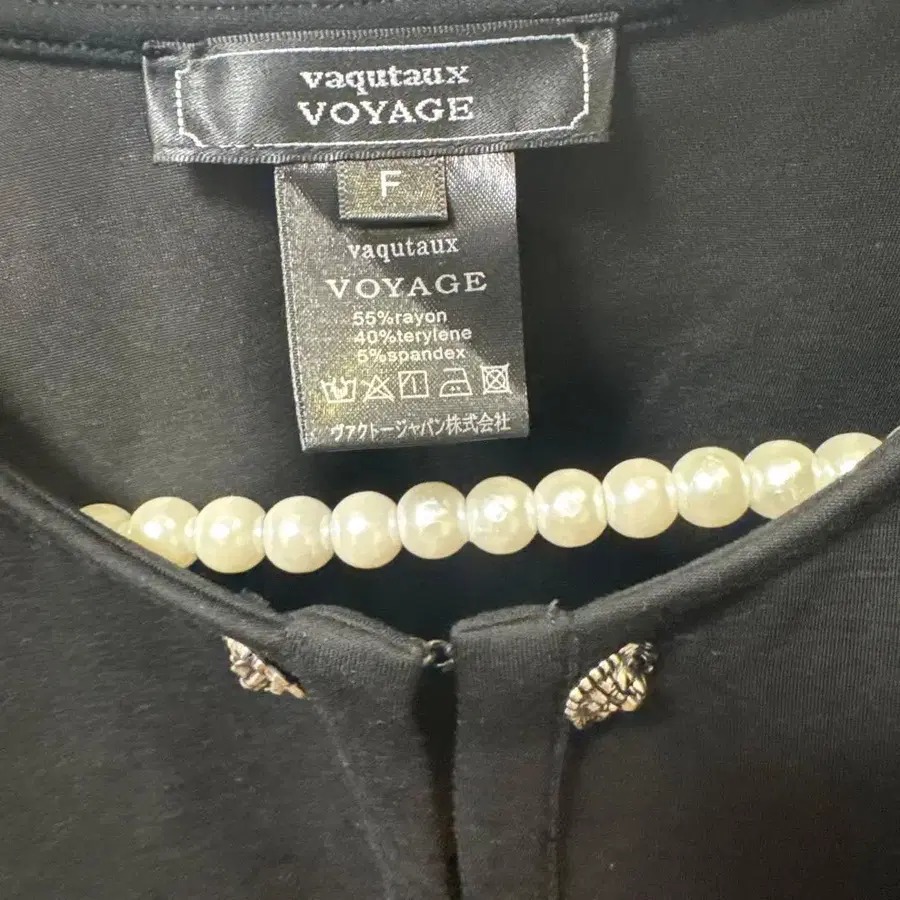 vaqutaux
VOYAGE
F
vaqutaux
VOYAGE
55%rayon
40%terylene
5%spandex
ヴァクトージャパン株式会社